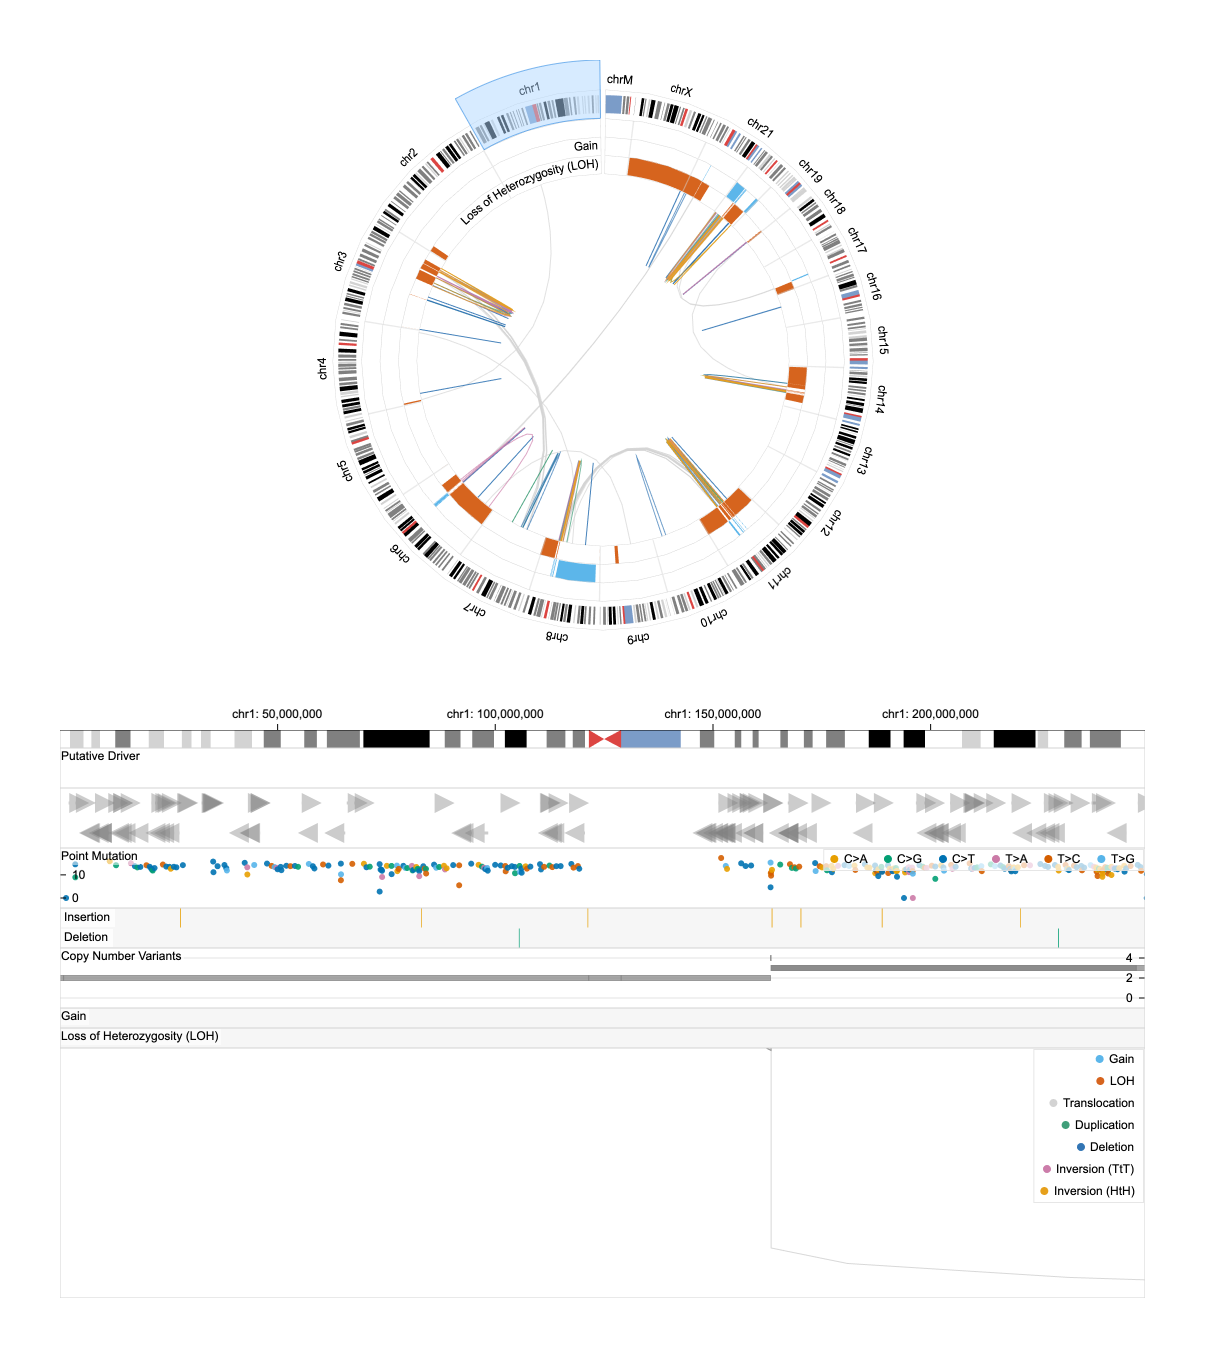 chrM
chrX
chr21
chr19
chr18
chr17
chr16
chr15
chr14
chr13
chr12
chr11
chr10
chr9
chr8
chr7
chr6
chr5
chr4
chr3
chr2
chr1
Gain
Loss of Heterozygosity (LOH)
chr1: 50,000,000
chr1: 100,000,000
chr1: 150,000,000
chr1: 200,000,000
Putative Driver
Point Mutation
C>A
C>G
C>T
T>A
T>C
T>G
10
0
Insertion
Deletion
Copy Number Variants
4
2
0
Gain
Loss of Heterozygosity (LOH)
Gain
LOH
Translocation
Duplication
Deletion
Inversion (TtT)
Inversion (HtH)